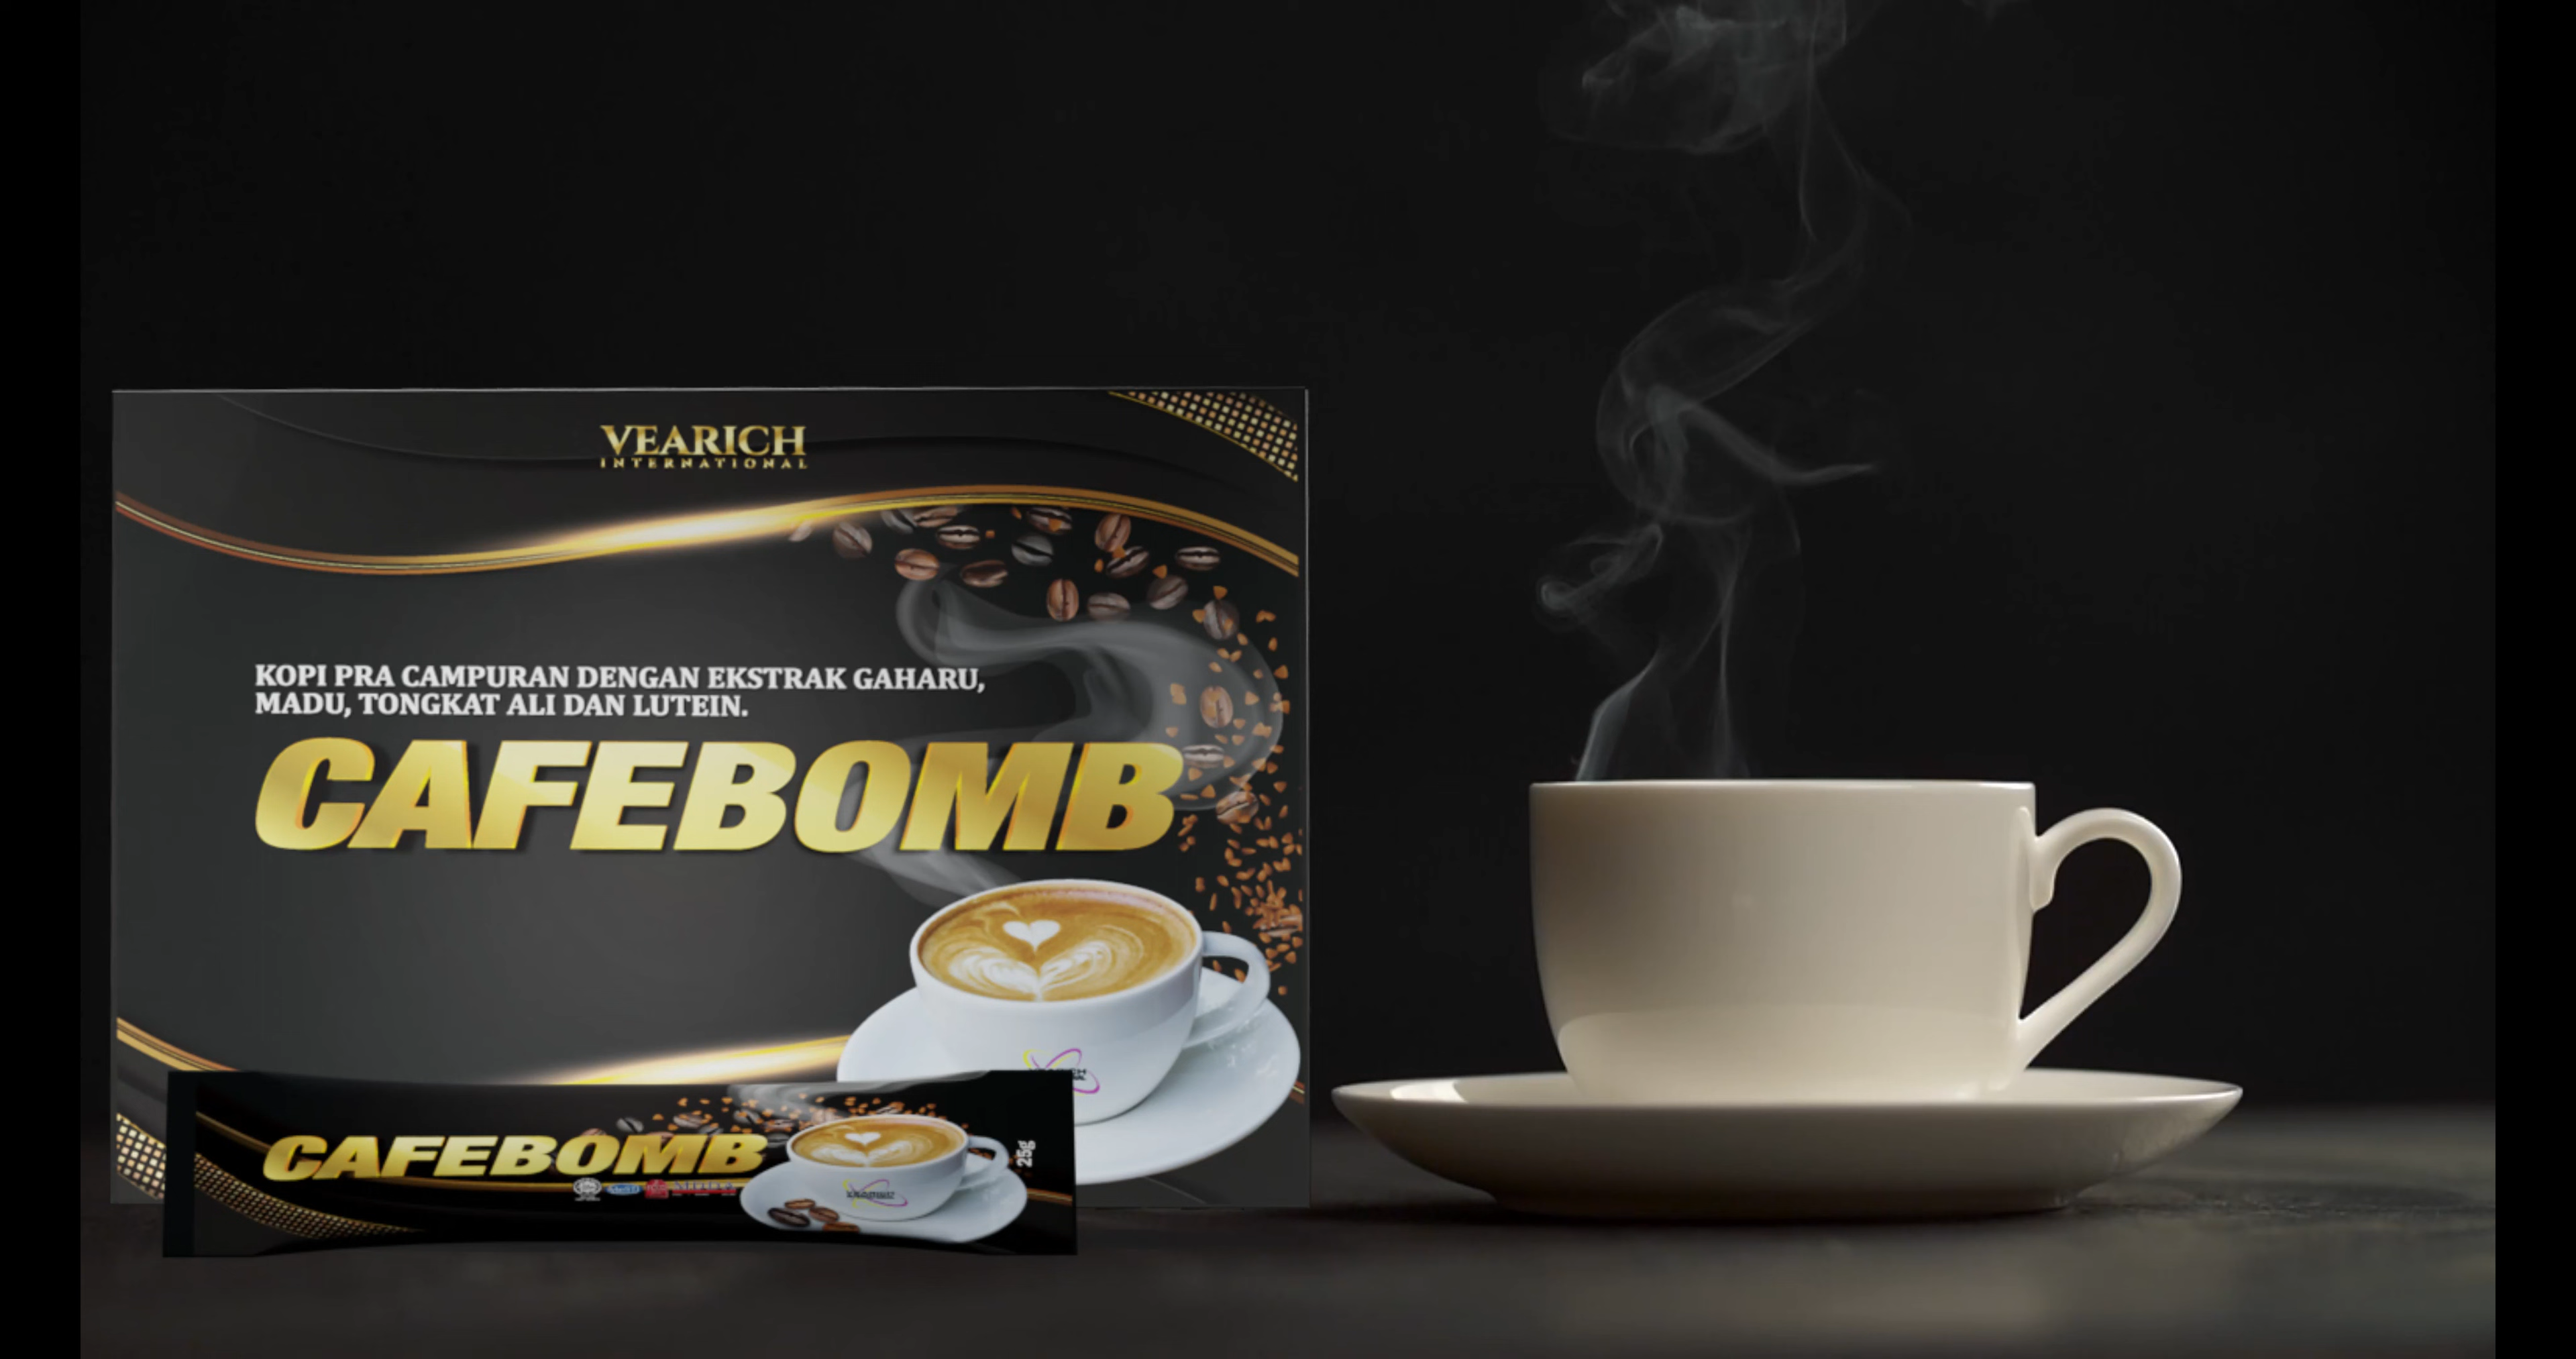 VEARICH
INTERNATIONAL
KOPI PRA CAMPURAN DENGAN EKSTRAK GAHARU,
MADU, TONGKAT ALI DAN LUTEIN.
CAFEBOMB
CAFEBOMB
25g